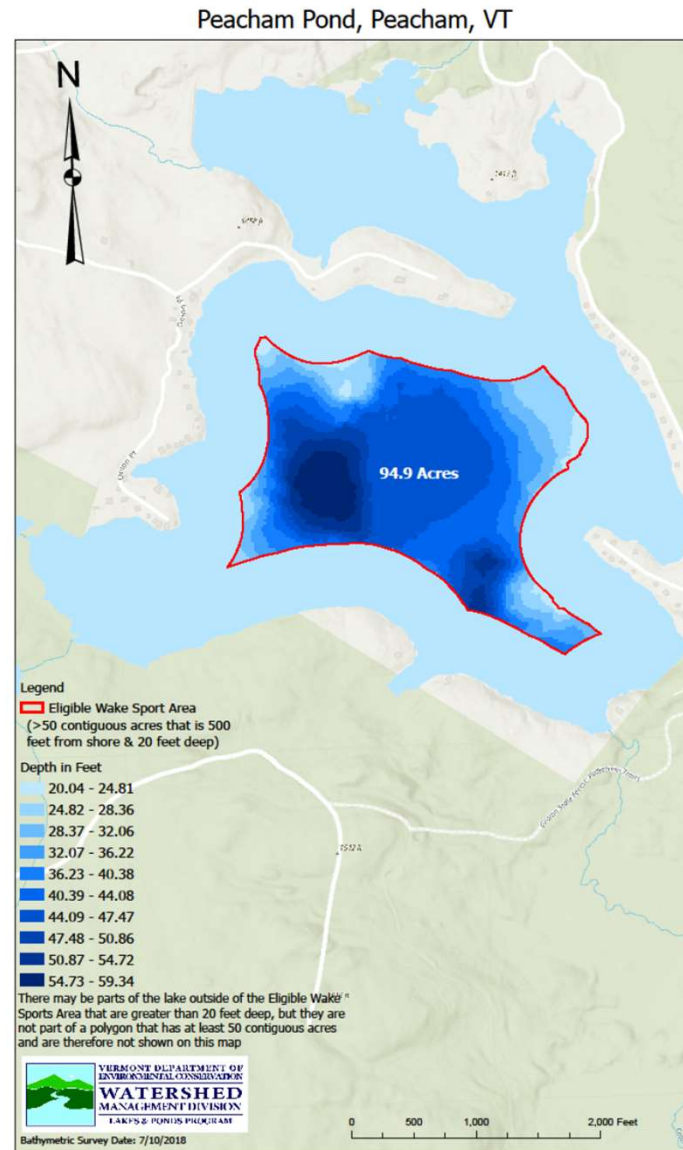 Peacham Pond, Peacham, VT
N
94.9 Acres
Legend
Eligible Wake Sport Area
(>50 contiguous acres that is 500
feet from shore & 20 feet deep)
Depth in Feet
20.04 - 24.81
24.82 - 28.36
28.37 - 32.06
32.07 - 36.22
36.23 - 40.38
40.39 - 44.08
44.09 - 47.47
47.48 - 50.86
50.87 - 54.72
54.73 - 59.34
There may be parts of the lake outside of the Eligible Wake
Sports Area that are greater than 20 feet deep, but they are
not part of a polygon that has at least 50 contiguous acres
and are therefore not shown on this map
VERMONT DEPARTMENT OF
ENVIRONMENTAL CONSERVATION
WATERSHED
MANAGEMENT DIVISION
LAKES & PONDS PROGRAM
Bathymetric Survey Date: 7/10/2018
0 500 1,000 2,000 Feet